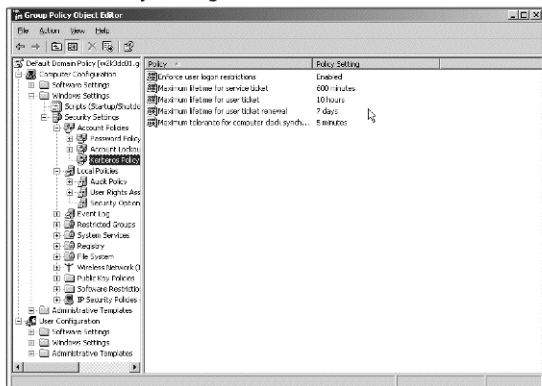 Group Policy Object Editor
File Action View Help
Default Domain Policy [w2k3dc01.g
Computer Configuration
Software Settings
Windows Settings
Scripts (Startup/Shutdo
Security Settings
Account Policies
Password Policy
Account Lockou
Kerberos Policy
Local Policies
Audit Policy
User Rights Ass
Security Option
Event Log
Restricted Groups
System Services
Registry
File System
Wireless Network (I
Public Key Policies
Software Restrictio
IP Security Policies
Administrative Templates
User Configuration
Software Settings
Windows Settings
Administrative Templates
Policy Policy Setting
Enforce user logon restrictions Enabled
Maximum lifetime for service ticket 600 minutes
Maximum lifetime for user ticket 10 hours
Maximum lifetime for user ticket renewal 7 days
Maximum tolerance for computer clock synch... 5 minutes